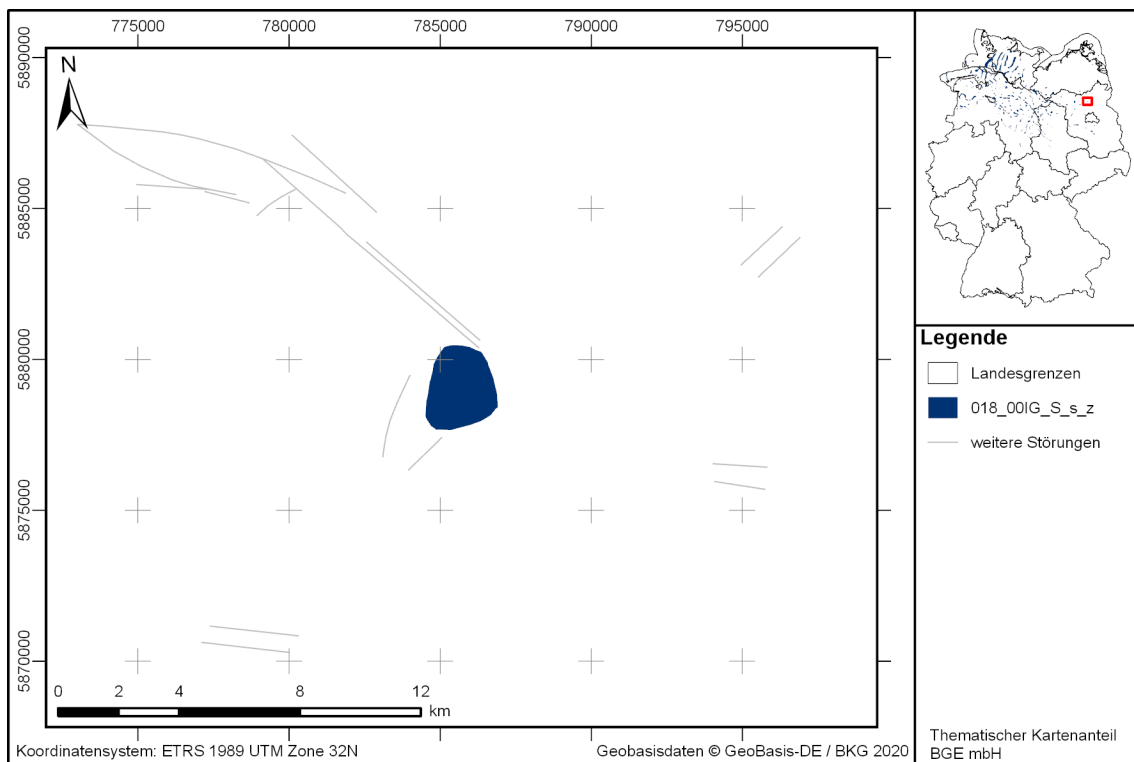 775000 780000 785000 790000 795000
5890000
5885000
5880000
5875000
5870000
N
0 2 4 8 12
km
Koordinatensystem: ETRS 1989 UTM Zone 32N
Geobasisdaten © GeoBasis-DE / BKG 2020
Legende
Landesgrenzen
018_00IG_S_s_z
weitere Störungen
Thematischer Kartenanteil
BGE mbH